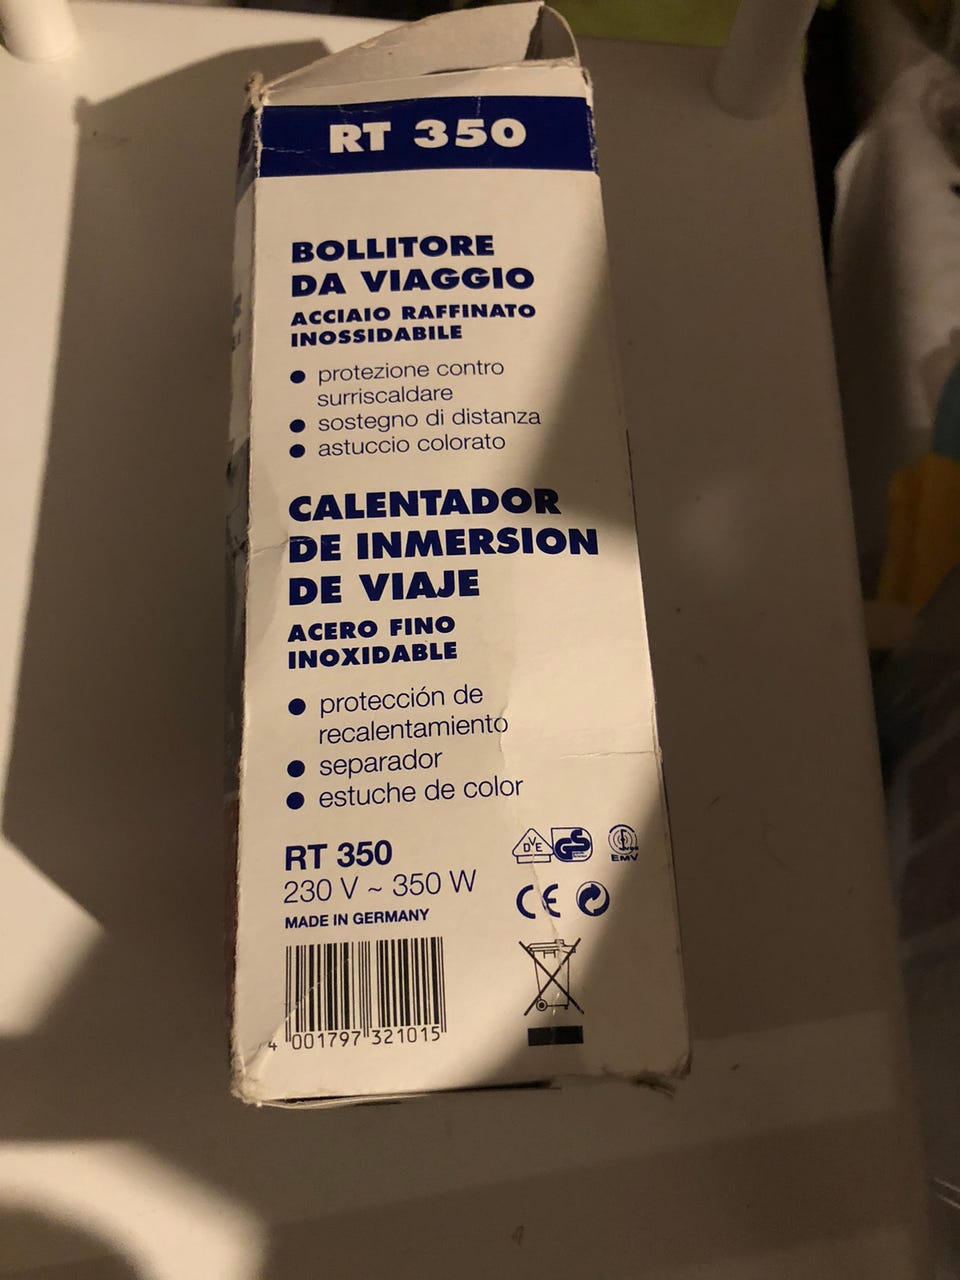 RT 350
BOLLITORE
DA VIAGGIO
ACCIAIO RAFFINATO
INOSSIDABILE
● protezione contro
surriscaldare
● sostegno di distanza
● astuccio colorato
CALENTADOR
DE INMERSION
DE VIAJE
ACERO FINO
INOXIDABLE
● protección de
recalentamiento
● separador
● estuche de color
RT 350
230 V ~ 350 W
MADE IN GERMANY
4 001797 321015
DVE GS
EMV
CE